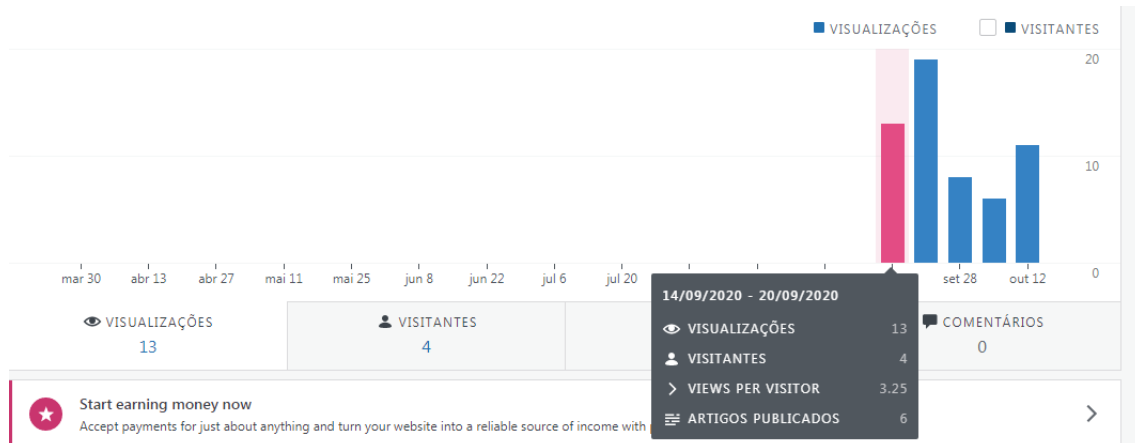 VISUALIZAÇÕES VISITANTES
20
10
0
mar 30 abr 13 abr 27 mai 11 mai 25 jun 8 jun 22 jul 6 jul 20 set 28 out 12
14/09/2020 - 20/09/2020
VISUALIZAÇÕES 13
VISITANTES 4
VIEWS PER VISITOR 3.25
ARTIGOS PUBLICADOS 6
VISUALIZAÇÕES VISITANTES COMENTÁRIOS
13 4 0
Start earning money now
Accept payments for just about anything and turn your website into a reliable source of income with